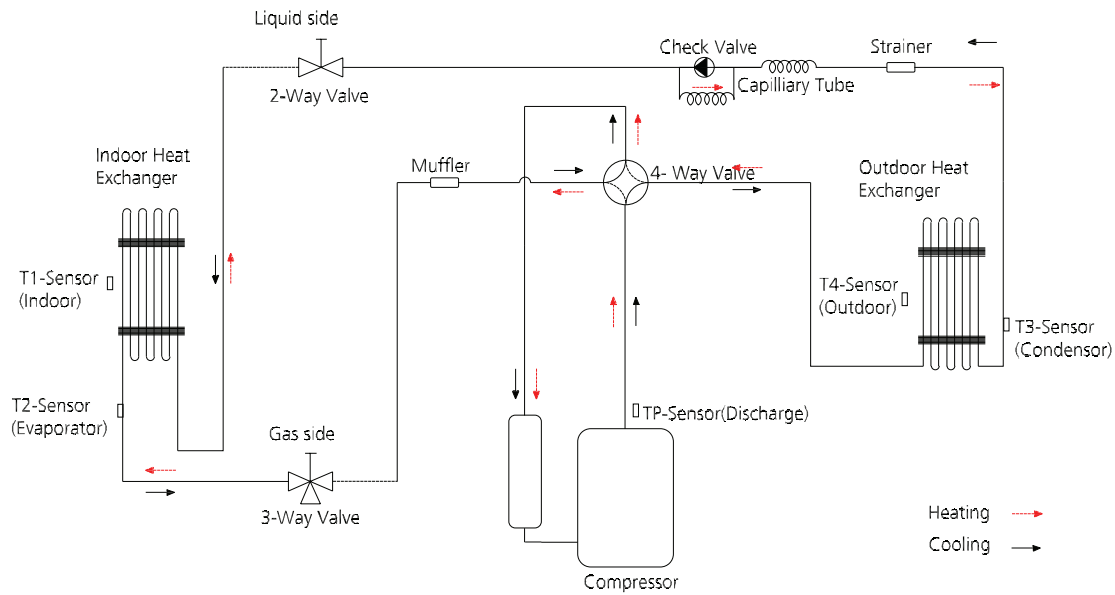 Liquid side
2-Way Valve
Check Valve
Capilliary Tube
Strainer
Indoor Heat
Exchanger
Muffler
4- Way Valve
Outdoor Heat
Exchanger
T1-Sensor
(Indoor)
T4-Sensor
(Outdoor)
T3-Sensor
(Condensor)
T2-Sensor
(Evaporator)
TP-Sensor(Discharge)
Gas side
3-Way Valve
Heating
Cooling
Compressor